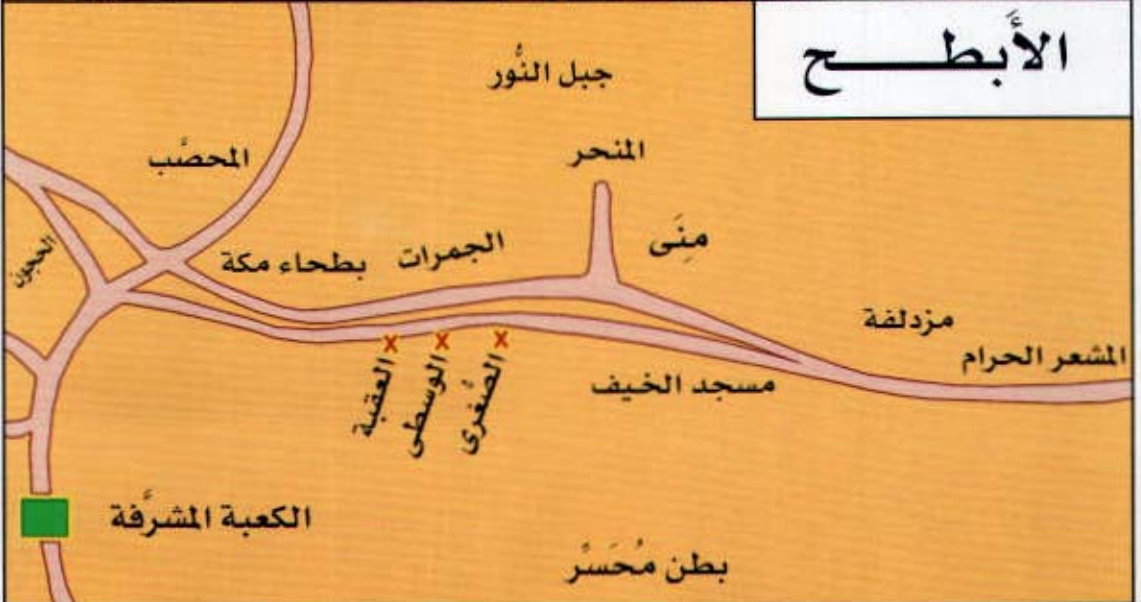 الأَبطـــــح
جبل النُّور
المنحر
المحصَّب
مِنَى
الجمرات
بطحاء مكة
الحجون
مزدلفة
المشعر الحرام
مسجد الخيف
الصُّغرى
الوسطى
العقبة
الكعبة المشرَّفة
بطن مُحَسِّر